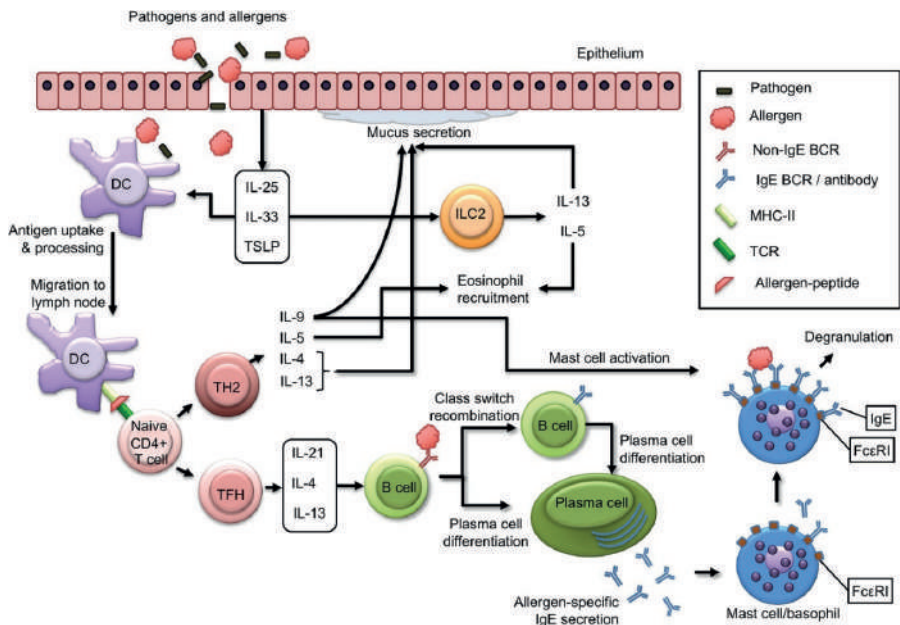 Pathogens and allergens
Epithelium
Pathogen
Allergen
Non-IgE BCR
IgE BCR / antibody
MHC-II
TCR
Allergen-peptide
Mucus secretion
DC
IL-25
IL-33
TSLP
ILC2
IL-13
IL-5
Antigen uptake
& processing
Migration to
lymph node
Eosinophil
recruitment
DC
IL-9
IL-5
IL-4
IL-13
TH2
Mast cell activation
Degranulation
IgE
FcεRI
Naive
CD4+
T cell
TFH
IL-21
IL-4
IL-13
B cell
Class switch
recombination
B cell
Plasma cell
differentiation
Plasma cell
differentiation
Plasma cell
Allergen-specific
IgE secretion
FcεRI
Mast cell/basophil